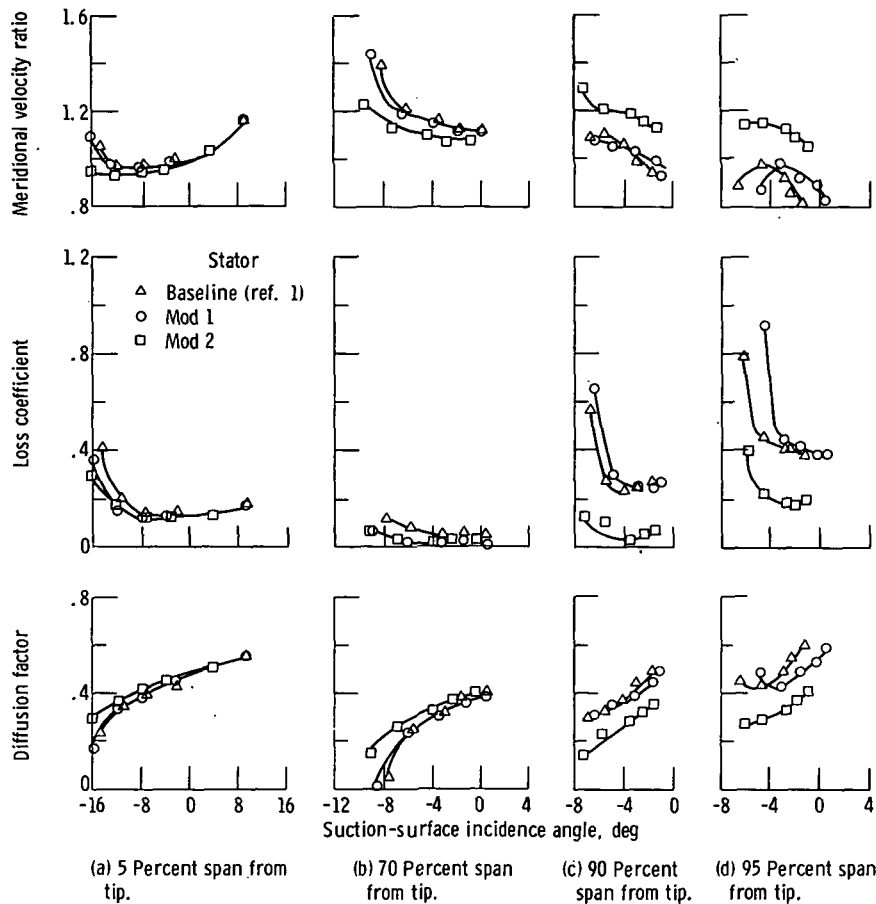 Meridional velocity ratio
1.6
1.2
.8
Loss coefficient
1.2
.8
.4
0
Stator
Baseline (ref. 1)
Mod 1
Mod 2
Diffusion factor
.8
.4
0
-16 -8 0 8 16
-12 -8 -4 0 4
-8 -4 0
-8 -4 0 4
Suction-surface incidence angle, deg
(a) 5 Percent span from
tip.
(b) 70 Percent span
from tip.
(c) 90 Percent
span from tip.
(d) 95 Percent span
from tip.